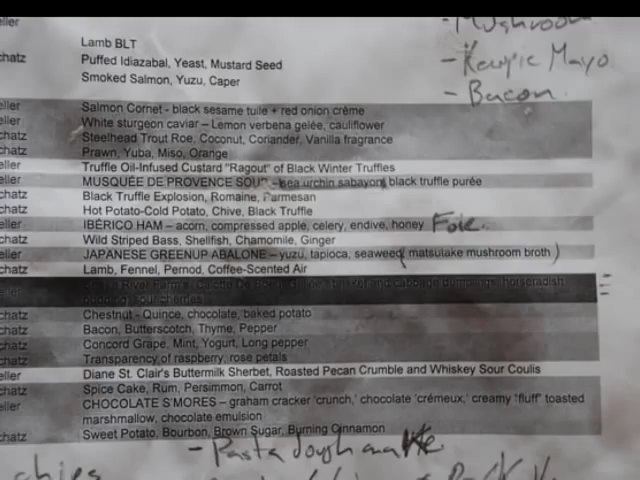 eller
- Mushroom
Lamb BLT
chatz Puffed Idiazabal, Yeast, Mustard Seed
- Kewpie Mayo
Smoked Salmon, Yuzu, Caper
- Bacon
eller Salmon Cornet - black sesame tuile + red onion crème
eller White sturgeon caviar – Lemon verbena gelée, cauliflower
chatz Steelhead Trout Roe, Coconut, Coriander, Vanilla fragrance
chatz Prawn, Yuba, Miso, Orange
eller Truffle Oil-Infused Custard "Ragout" of Black Winter Truffles
eller MUSQUÉE DE PROVENCE SOUP - (sea urchin sabayon) black truffle purée
chatz Black Truffle Explosion, Romaine, Parmesan
chatz Hot Potato-Cold Potato, Chive, Black Truffle
eller IBÉRICO HAM – acorn, compressed apple, celery, endive, honey Foie.
chatz Wild Striped Bass, Shellfish, Chamomile, Ginger
eller JAPANESE GREENUP ABALONE – yuzu, tapioca, seaweed (matsutake mushroom broth)
chatz Lamb, Fennel, Pernod, Coffee-Scented Air
dumplings, horseradish
pudding, sour cherries
chatz Chestnut - Quince, chocolate, baked potato
chatz Bacon, Butterscotch, Thyme, Pepper
chatz Concord Grape, Mint, Yogurt, Long pepper
chatz Transparency of raspberry, rose petals
eller Diane St. Clair's Buttermilk Sherbet, Roasted Pecan Crumble and Whiskey Sour Coulis
chatz Spice Cake, Rum, Persimmon, Carrot
eller CHOCOLATE S'MORES – graham cracker 'crunch,' chocolate 'crémeux,' creamy "fluff" toasted
marshmallow, chocolate emulsion
chatz Sweet Potato, Bourbon, Brown Sugar, Burning Cinnamon
- Pasta dough
chips